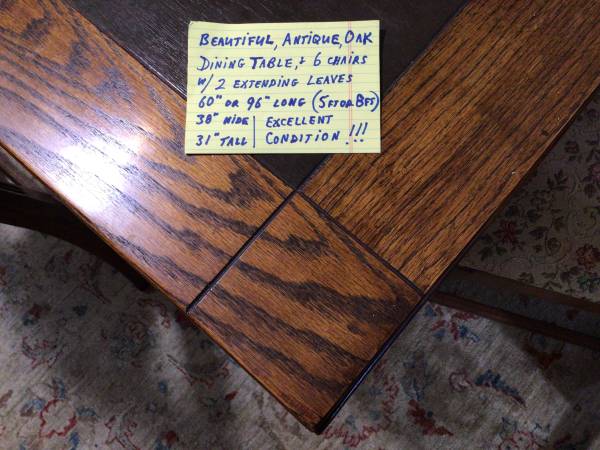 BEAUTIFUL, ANTIQUE, OAK
DINING TABLE, + 6 CHAIRS
W/ 2 EXTENDING LEAVES
60" OR 96" LONG (5FT OR 8FT)
38" WIDE | EXCELLENT
31" TALL | CONDITION !!!